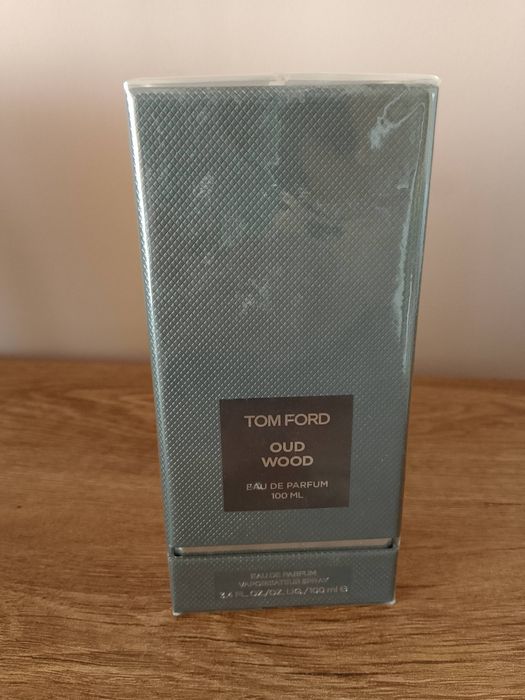 TOM FORD
OUD
WOOD
EAU DE PARFUM
100 ML
EAU DE PARFUM
VAPORISATEUR SPRAY
3.4 FL. OZ./OZ. LIQ./100 ml ℮